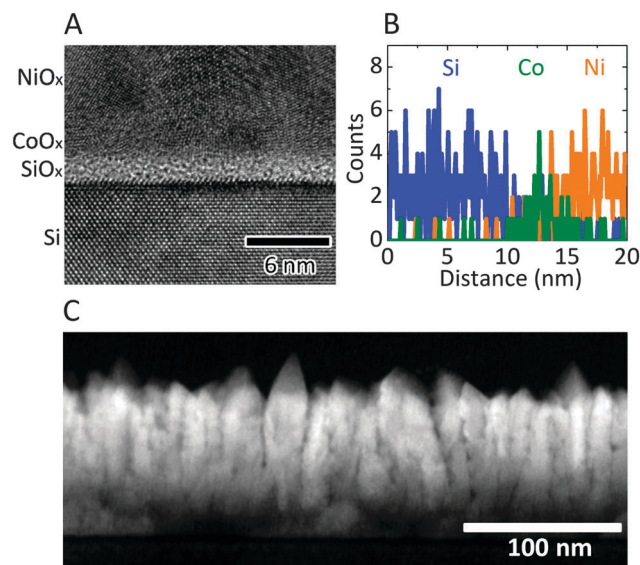 A
NiOₓ
CoOₓ
SiOₓ
Si
6 nm
B
Si Co Ni
Counts
8
6
4
2
0
0 5 10 15 20
Distance (nm)
C
100 nm